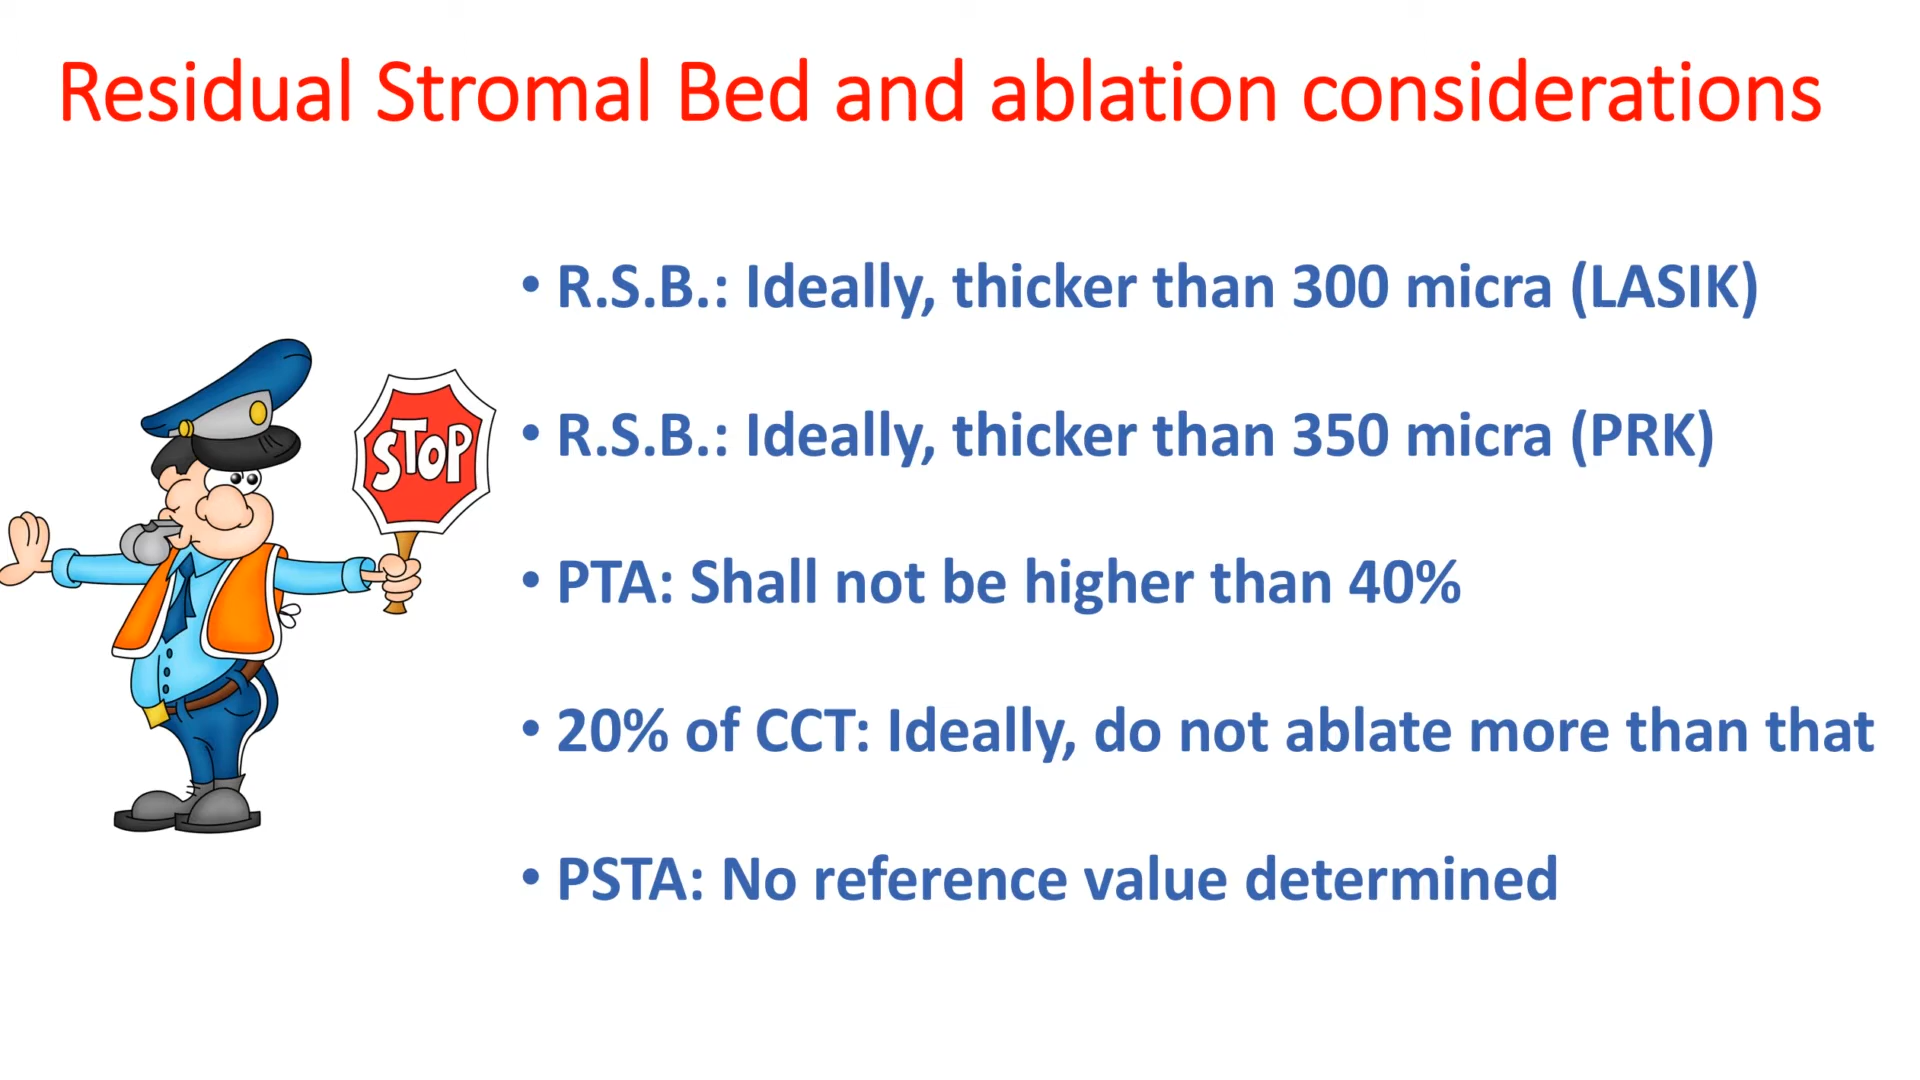 Residual Stromal Bed and ablation considerations
• R.S.B.: Ideally, thicker than 300 micra (LASIK)
STOP
• R.S.B.: Ideally, thicker than 350 micra (PRK)
• PTA: Shall not be higher than 40%
• 20% of CCT: Ideally, do not ablate more than that
• PSTA: No reference value determined